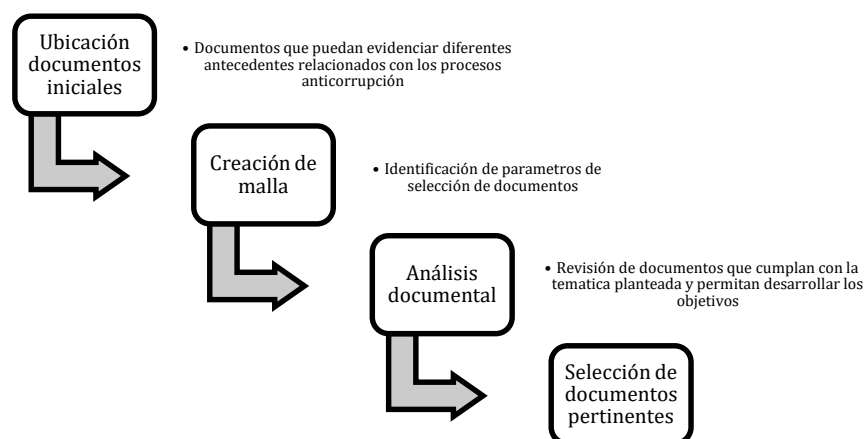 Ubicación
documentos
iniciales
• Documentos que puedan evidenciar diferentes
antecedentes relacionados con los procesos
anticorrupción
Creación de
malla
• Identificación de parametros de
selección de documentos
Análisis
documental
• Revisión de documentos que cumplan con la
tematica planteada y permitan desarrollar los
objetivos
Selección de
documentos
pertinentes